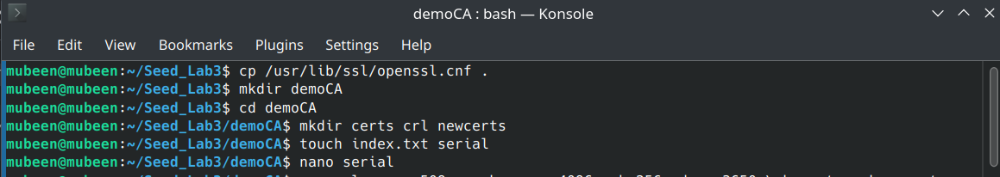 demoCA : bash — Konsole
File Edit View Bookmarks Plugins Settings Help
mubeen@mubeen:~/Seed_Lab3$ cp /usr/lib/ssl/openssl.cnf .
mubeen@mubeen:~/Seed_Lab3$ mkdir demoCA
mubeen@mubeen:~/Seed_Lab3$ cd demoCA
mubeen@mubeen:~/Seed_Lab3/demoCA$ mkdir certs crl newcerts
mubeen@mubeen:~/Seed_Lab3/demoCA$ touch index.txt serial
mubeen@mubeen:~/Seed_Lab3/demoCA$ nano serial